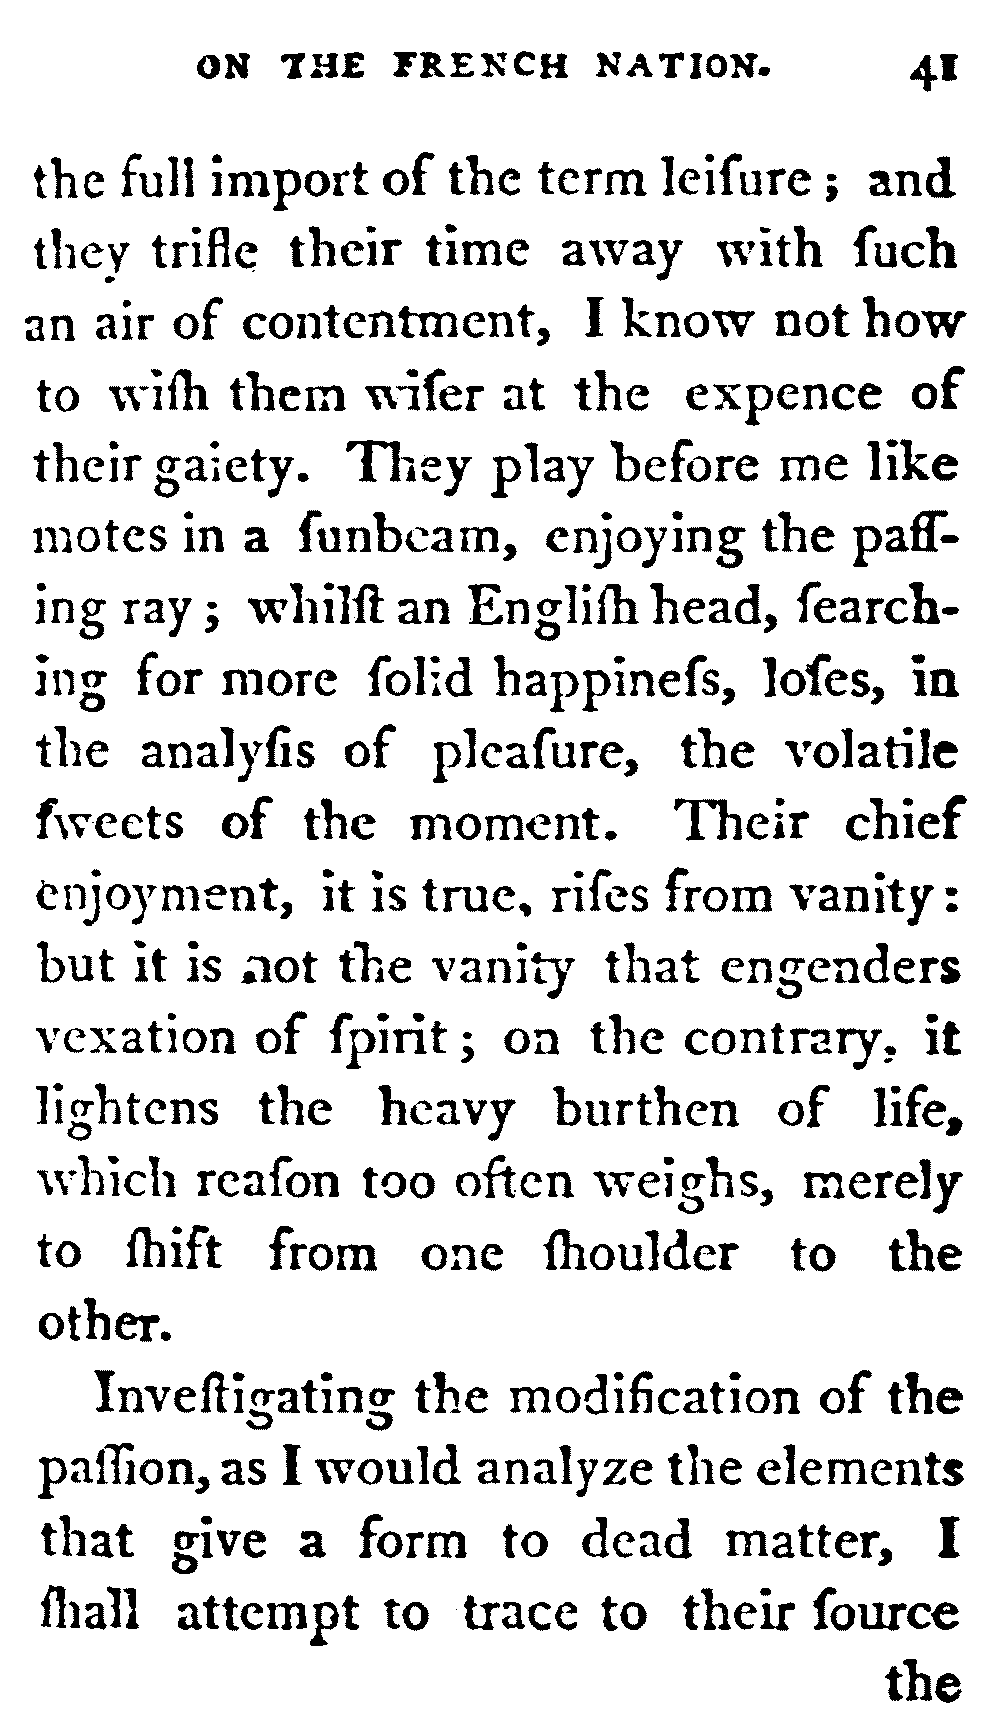 ON THE FRENCH NATION. 41
the full import of the term leiſure; and
they trifle their time away with ſuch
an air of contentment, I know not how
to wiſh them wiſer at the expence of
their gaiety. They play before me like
motes in a ſunbeam, enjoying the paſſ-
ing ray; whilſt an Engliſh head, ſearch-
ing for more ſolid happineſs, loſes, in
the analyſis of pleaſure, the volatile
ſweets of the moment. Their chief
enjoyment, it is true, riſes from vanity:
but it is not the vanity that engenders
vexation of ſpirit; on the contrary, it
lightens the heavy burthen of life,
which reaſon too often weighs, merely
to ſhift from one ſhoulder to the
other.
Inveſtigating the modification of the
paſſion, as I would analyze the elements
that give a form to dead matter, I
ſhall attempt to trace to their ſource
the